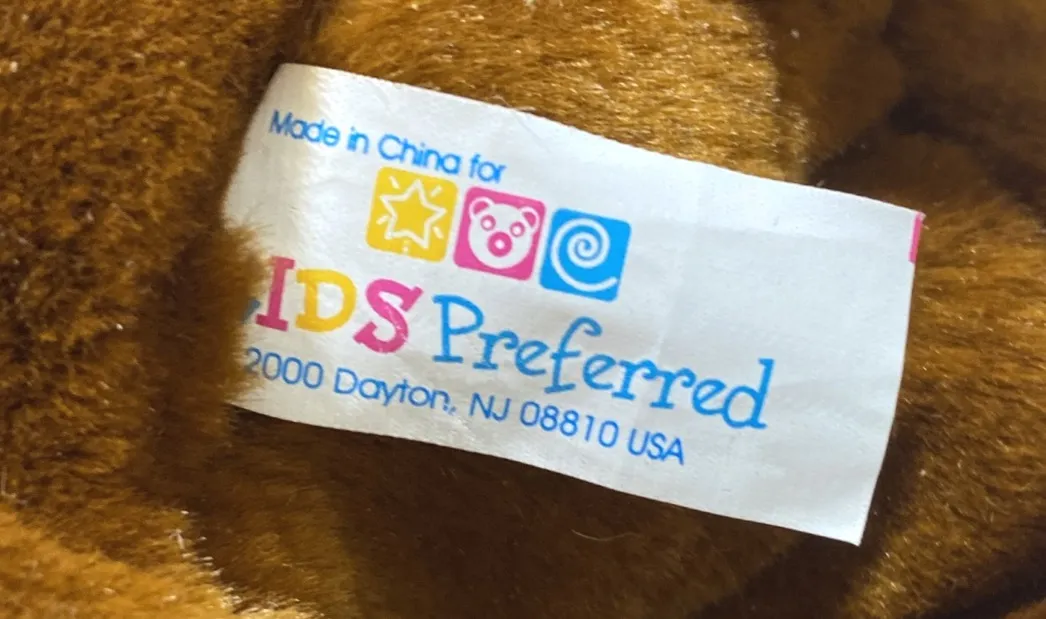 Made in China for
IDS Preferred
2000 Dayton, NJ 08810 USA